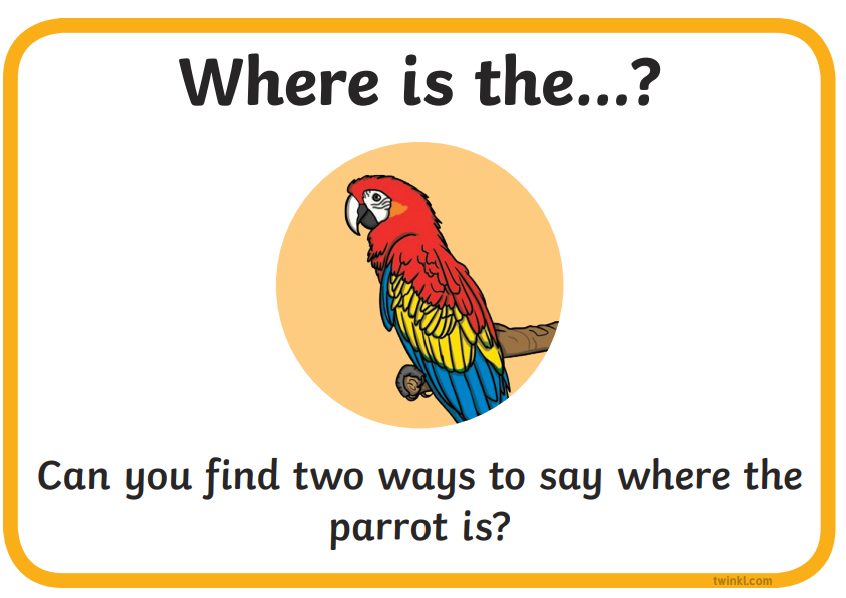 Where is the...?
Can you find two ways to say where the
parrot is?
twinkl.com